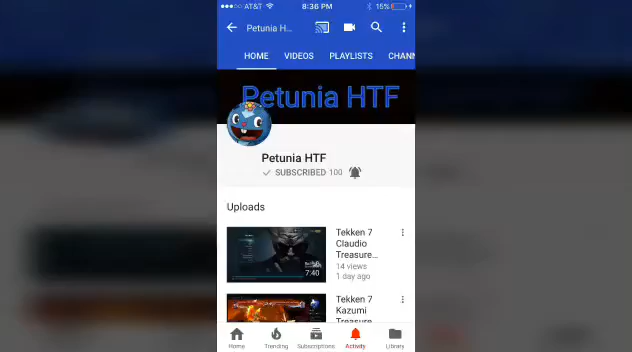 AT&T 8:36 PM 15%
Petunia H...
HOME VIDEOS PLAYLISTS CHANN
Petunia HTF
Petunia HTF
SUBSCRIBED 100
Uploads
Tekken 7
Claudio
Treasure...
14 views
1 day ago
7:40
Tekken 7
Kazumi
Treasure
Home Trending Subscriptions Activity Library